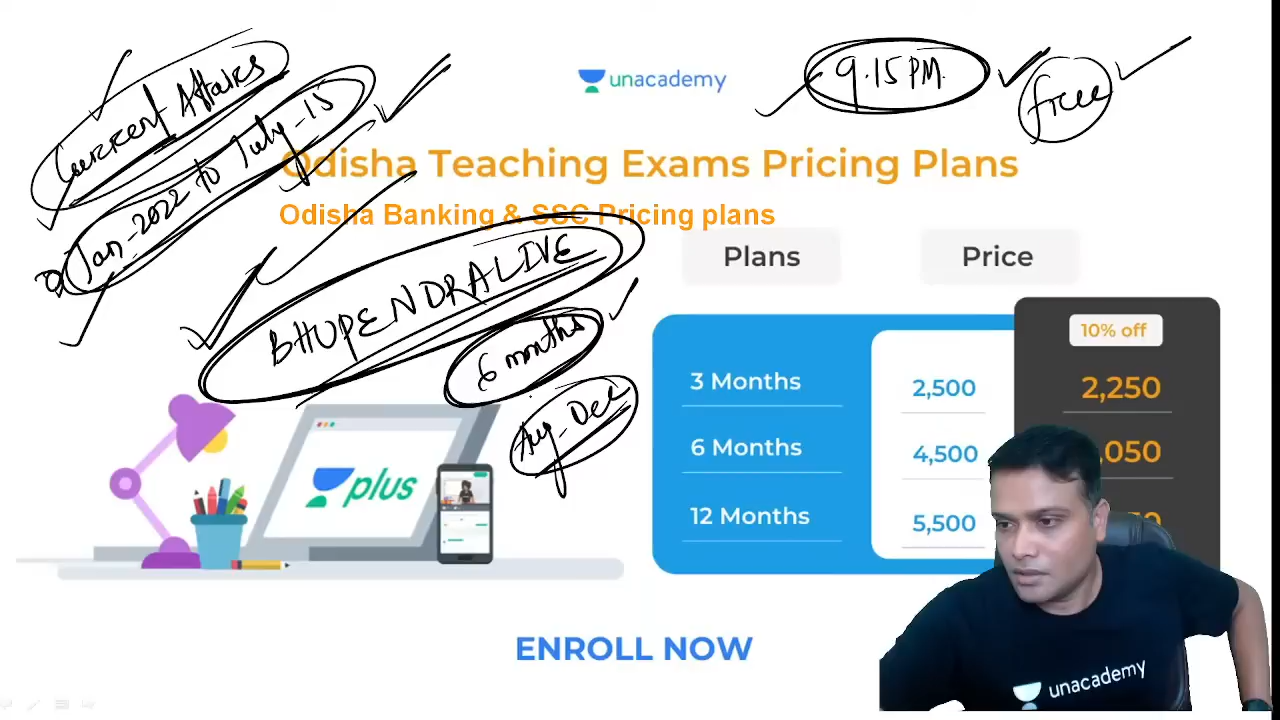 Current Affairs
Jan-2022 to July-15
unacademy
9.15 PM
free
Odisha Teaching Exams Pricing Plans
Odisha Banking & SSC Pricing plans
BHUPENDRALIVE
6 months
Aug-Dec
Plans Price
10% off
3 Months 2,500 2,250
6 Months 4,500 ,050
12 Months 5,500
plus
ENROLL NOW
unacademy